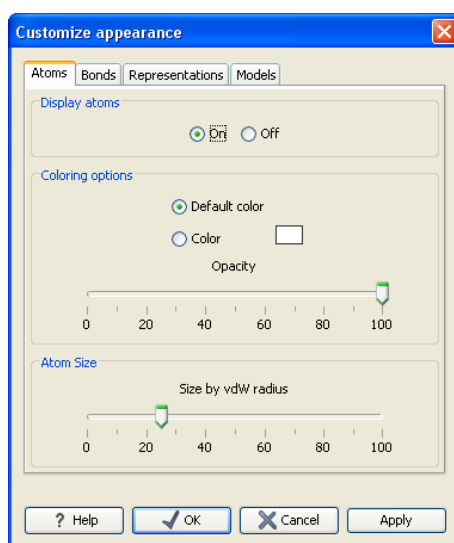 Customize appearance
Atoms Bonds Representations Models
Display atoms
On Off
Coloring options
Default color
Color
Opacity
0 20 40 60 80 100
Atom Size
Size by vdW radius
0 20 40 60 80 100
? Help OK Cancel Apply